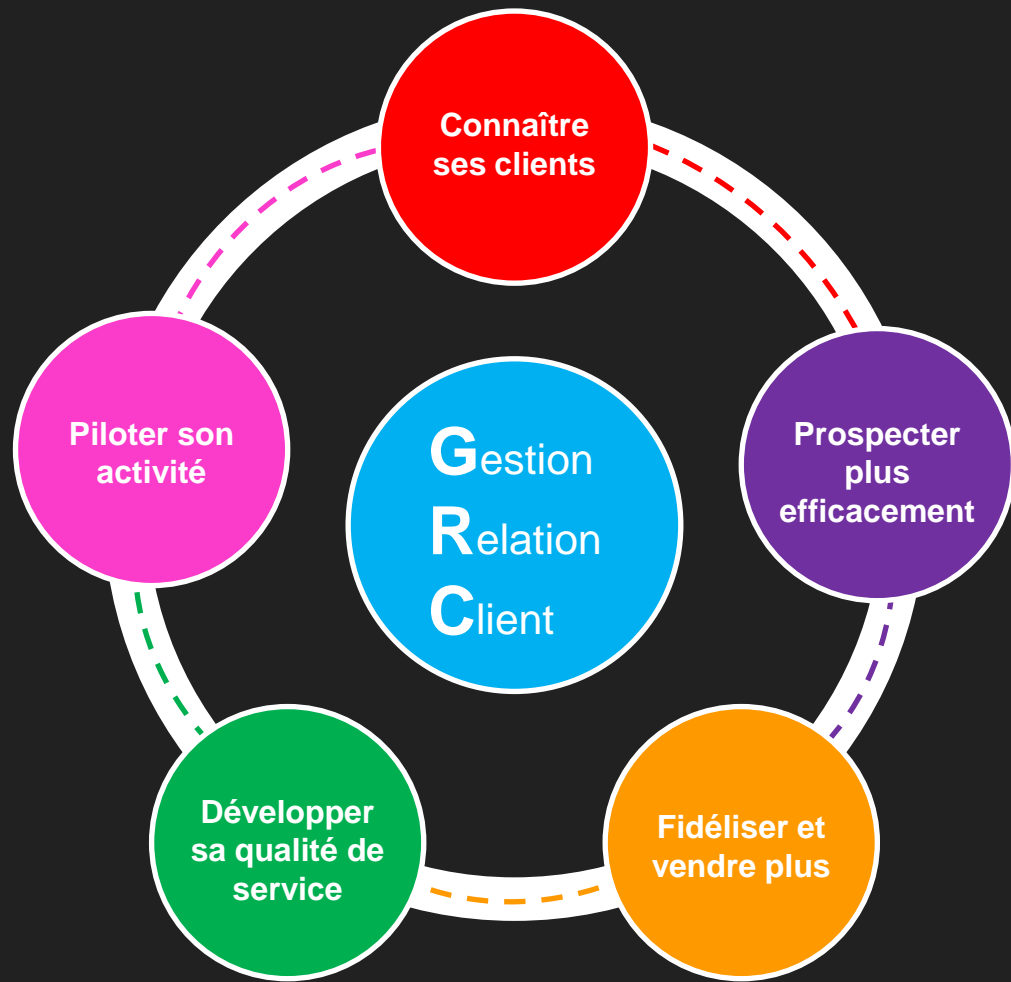 Connaître
ses clients
Piloter son
activité
Gestion
Relation
Client
Prospecter
plus
efficacement
Développer
sa qualité de
service
Fidéliser et
vendre plus